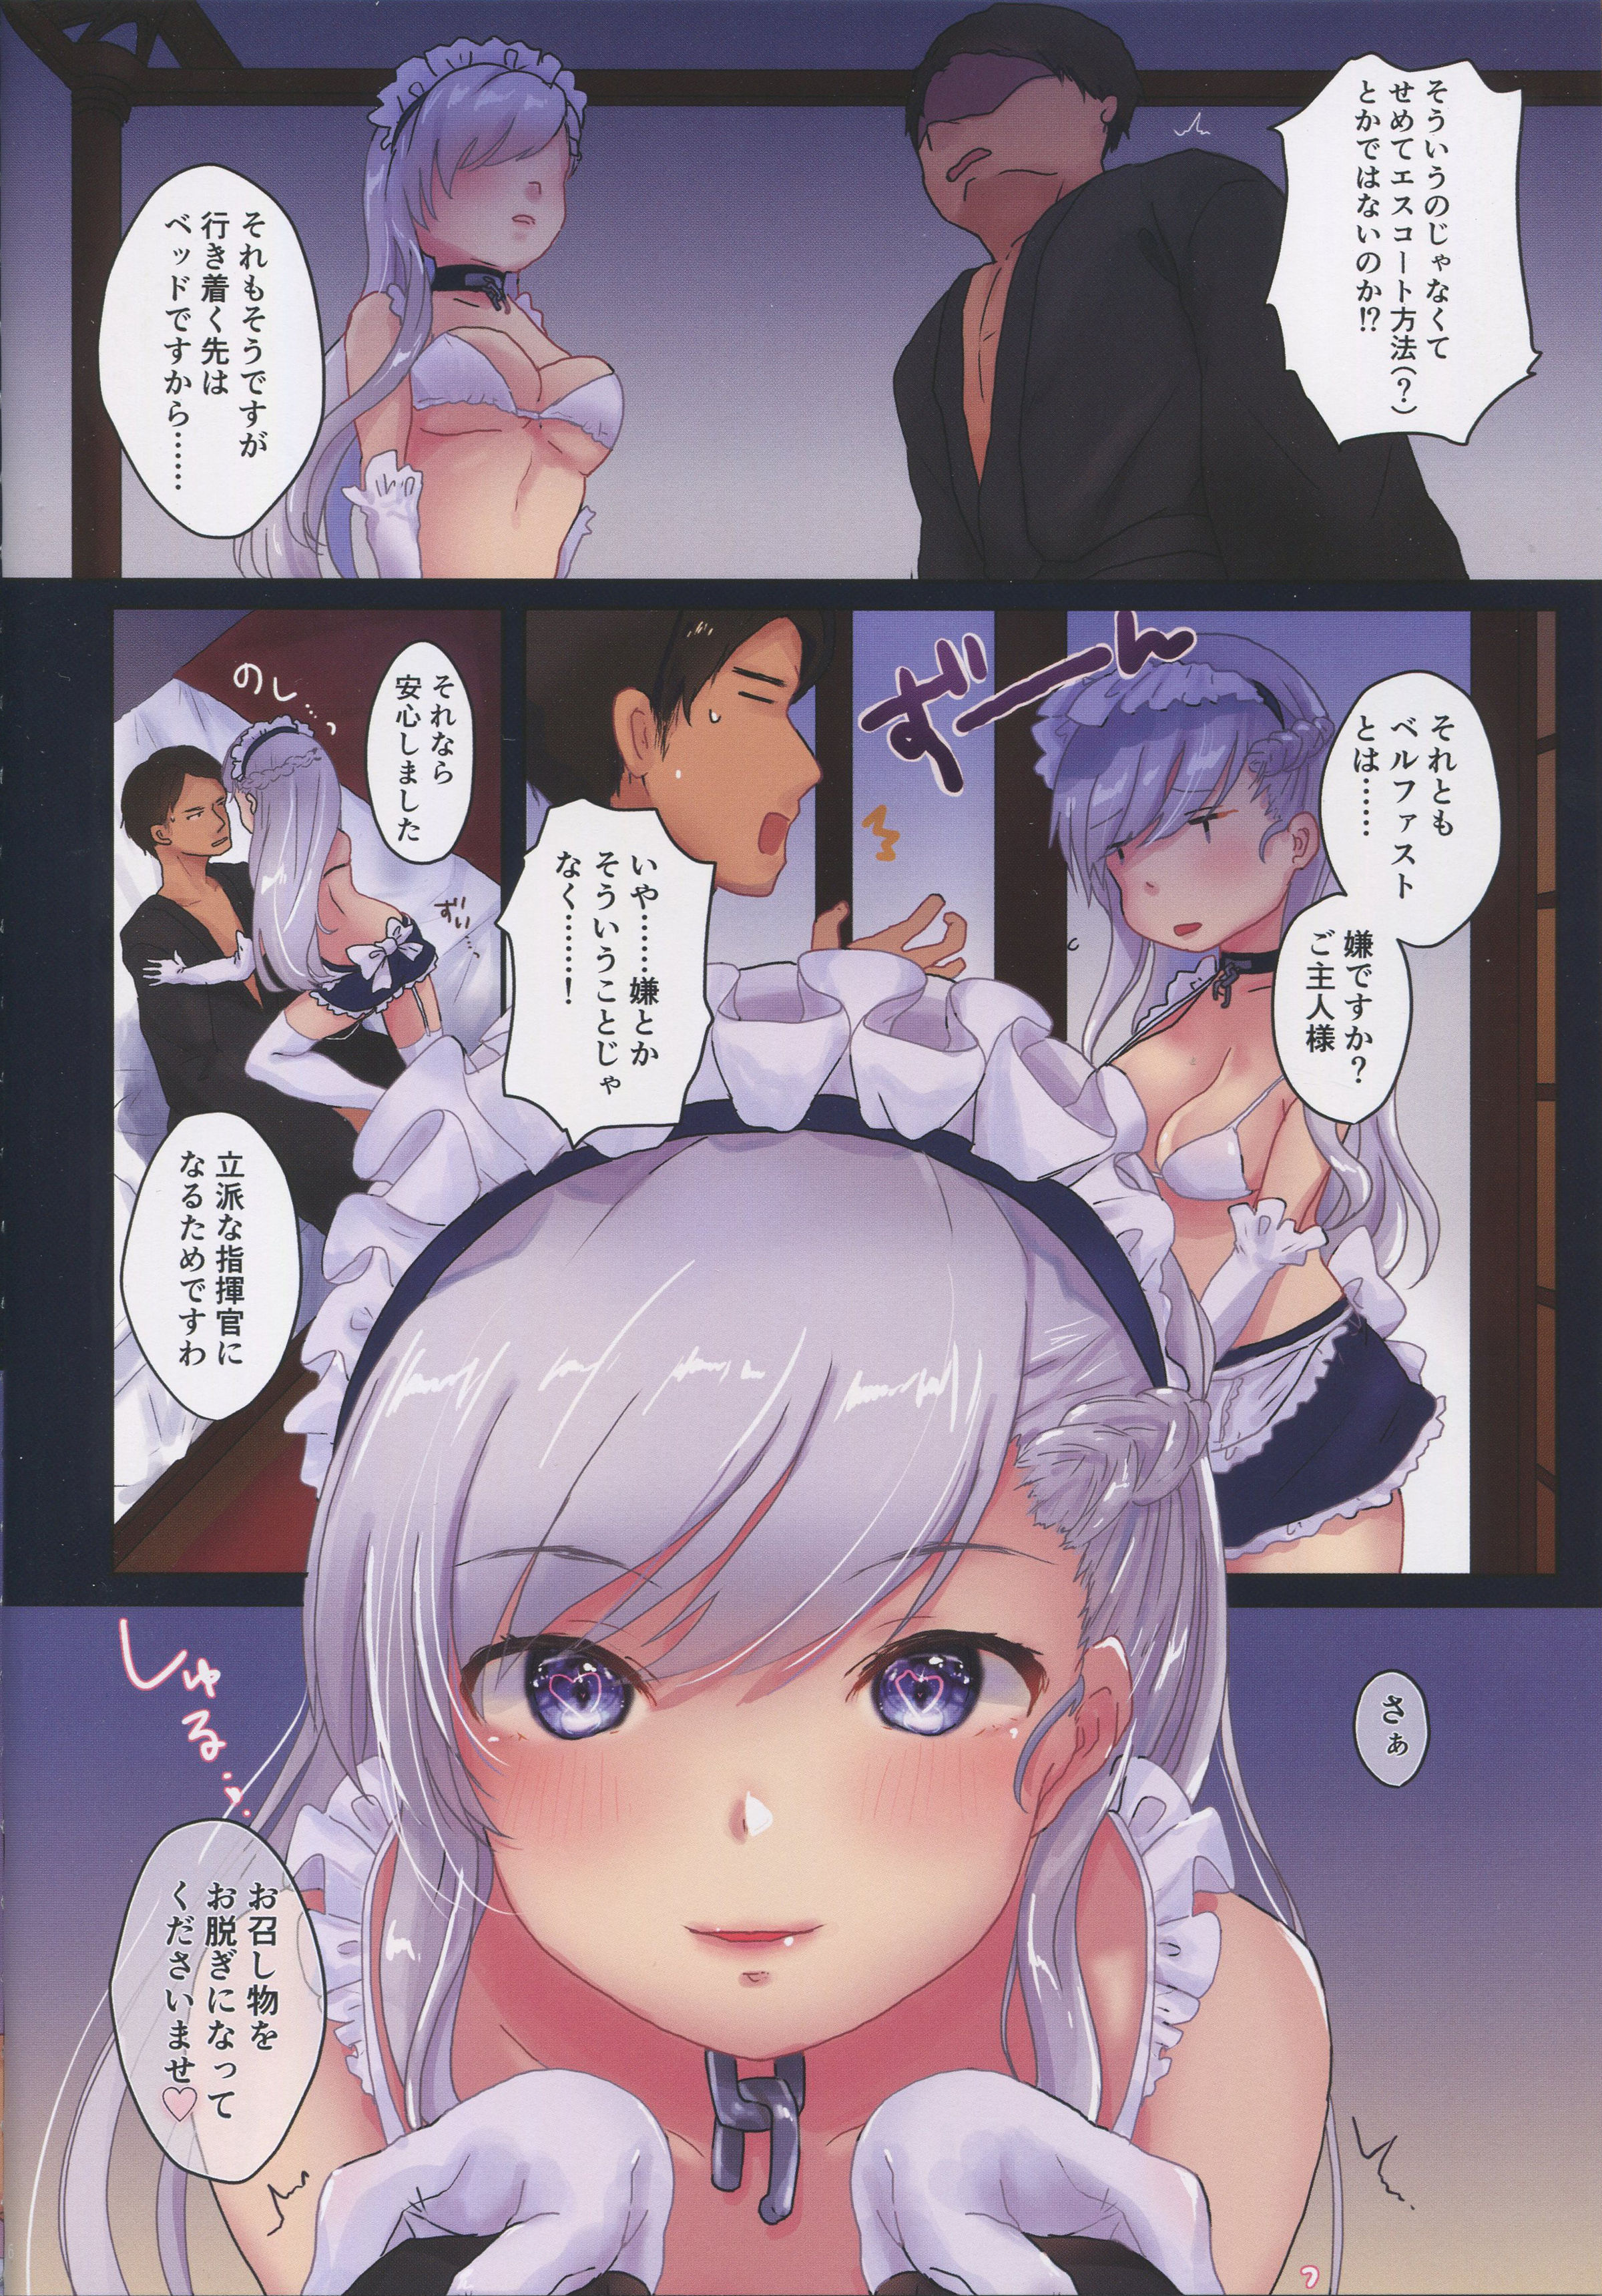 そういうのじゃなくて
せめてエスコート方法(?)
とかではないのか!?
それもそうですが
行き着く先は
ベッドですから……
それとも
ベルファスト
とは……
嫌ですか?
ご主人様
ずーん
いや……嫌とか
そういうことじゃ
なく……!
それなら
安心しました
のし…
ずい…
立派な指揮官に
なるためですわ
さぁ
しゅる…
お召し物を
お脱ぎになって
くださいませ♡